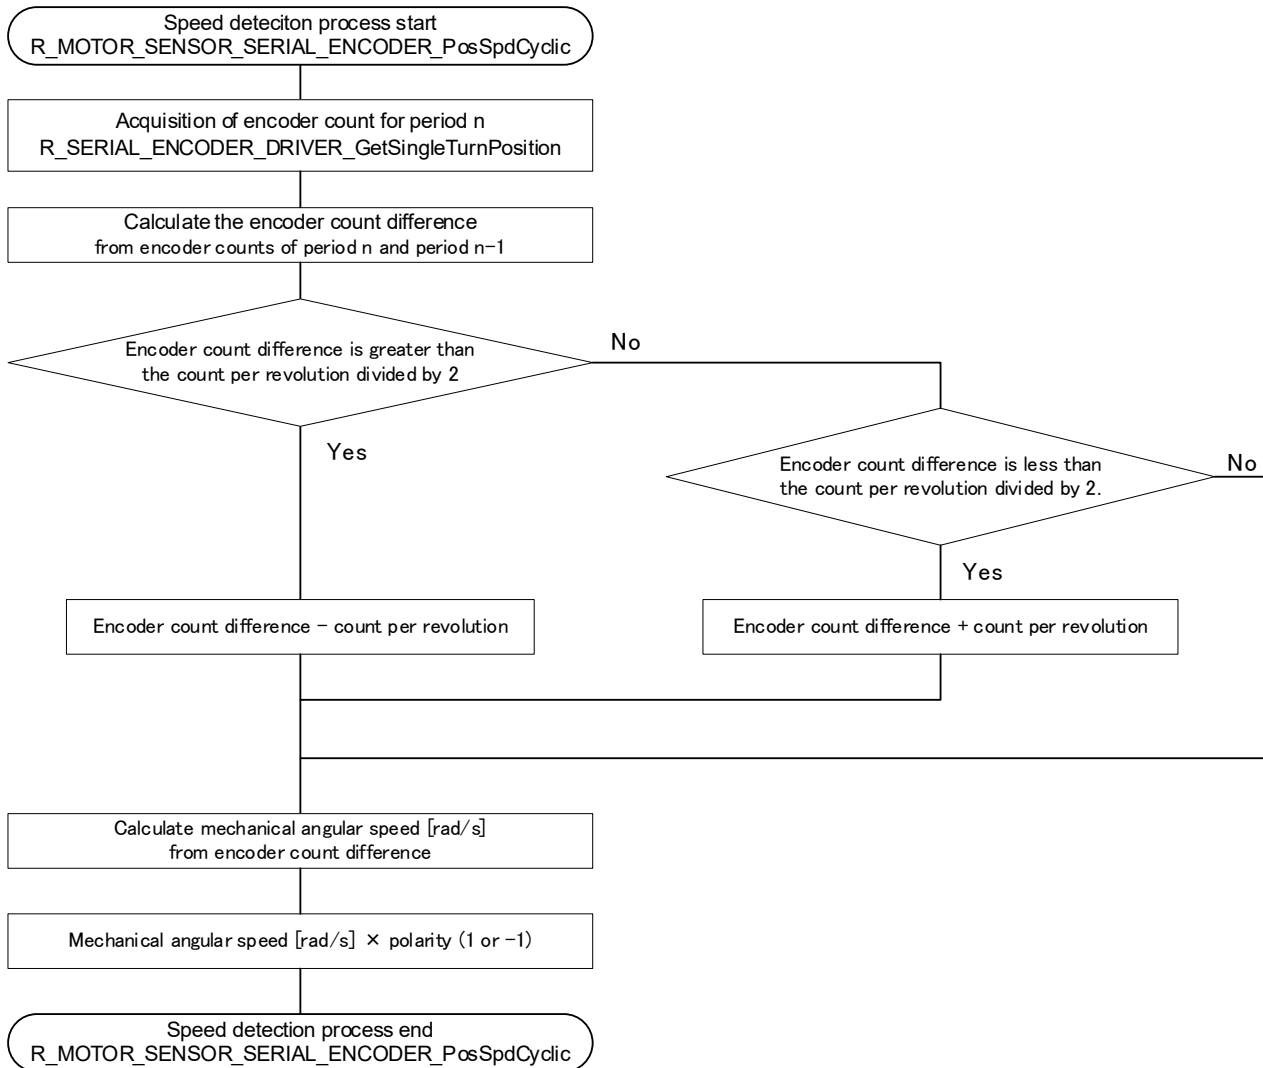 Speed deteciton process start
R_MOTOR_SENSOR_SERIAL_ENCODER_PosSpdCyclic
Acquisition of encoder count for period n
R_SERIAL_ENCODER_DRIVER_GetSingleTurnPosition
Calculate the encoder count difference
from encoder counts of period n and period n-1
Encoder count difference is greater than
the count per revolution divided by 2
No
Yes
Encoder count difference is less than
the count per revolution divided by 2.
No
Yes
Encoder count difference − count per revolution
Encoder count difference + count per revolution
Calculate mechanical angular speed [rad/s]
from encoder count difference
Mechanical angular speed [rad/s] × polarity (1 or −1)
Speed detection process end
R_MOTOR_SENSOR_SERIAL_ENCODER_PosSpdCyclic